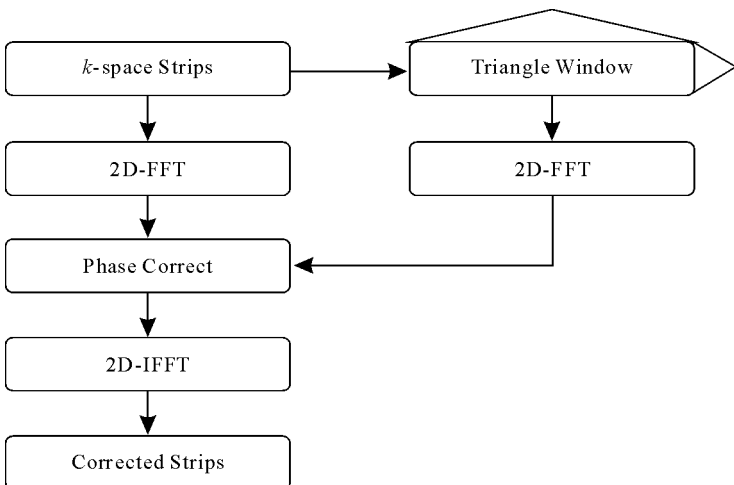 k-space Strips
Triangle Window
2D-FFT
2D-FFT
Phase Correct
2D-IFFT
Corrected Strips